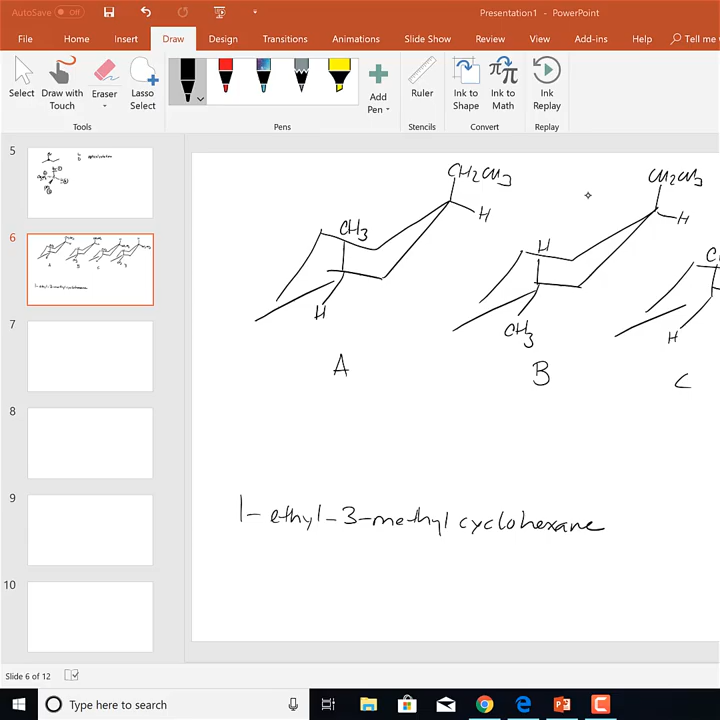 AutoSave Off
Presentation1 - PowerPoint
File Home Insert Draw Design Transitions Animations Slide Show Review View Add-ins Help Tell me
Select
Draw with Touch
Eraser
Lasso Select
Add Pen
Ruler
Ink to Shape
Ink to Math
Ink Replay
Tools Pens Stencils Convert Replay
5
6
7
8
9
10
CH2CH3
H
CH3
H
A
CH2CH3
H
H
CH3
B
H
C
1-ethyl-3-methylcyclohexane
Slide 6 of 12
Type here to search